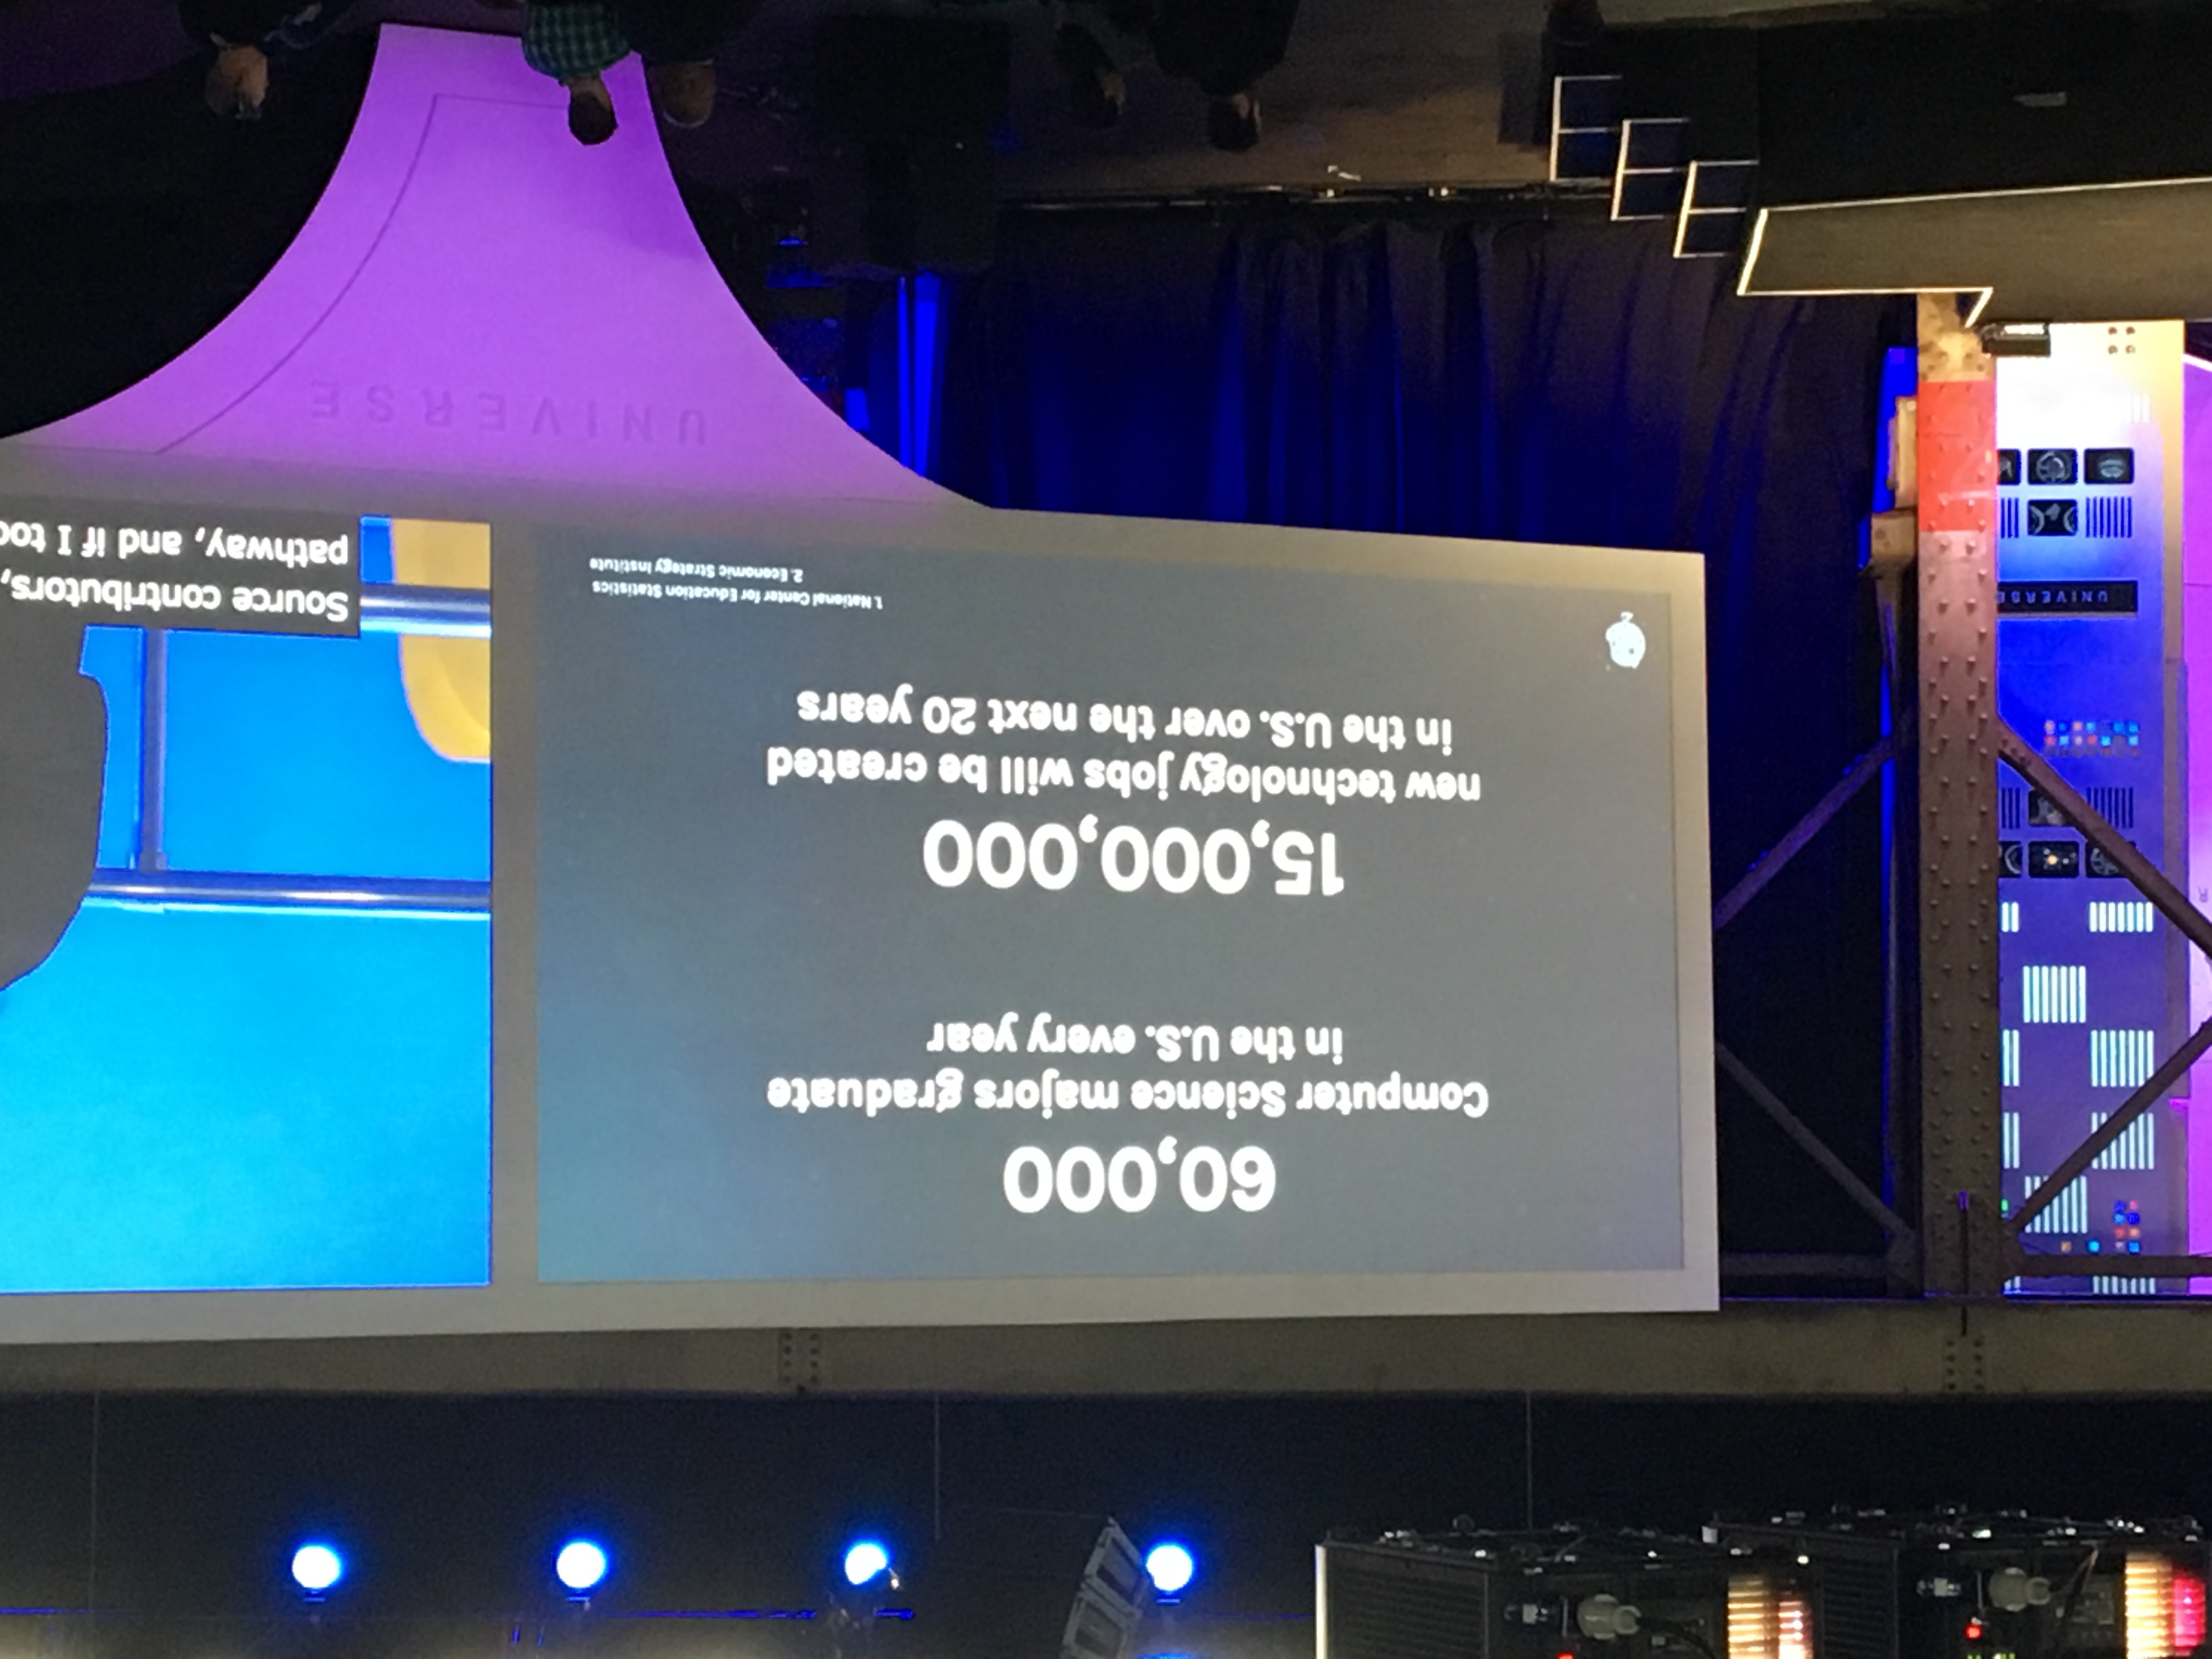 60,000
Computer Science majors graduate
in the U.S. every year
15,000,000
new technology jobs will be created
in the U.S. over the next 20 years
1. National Center for Education Statistics
2. Economic Strategy Institute
Source contributors,
pathway, and if I too
UNIVERSE
UNIVERSE